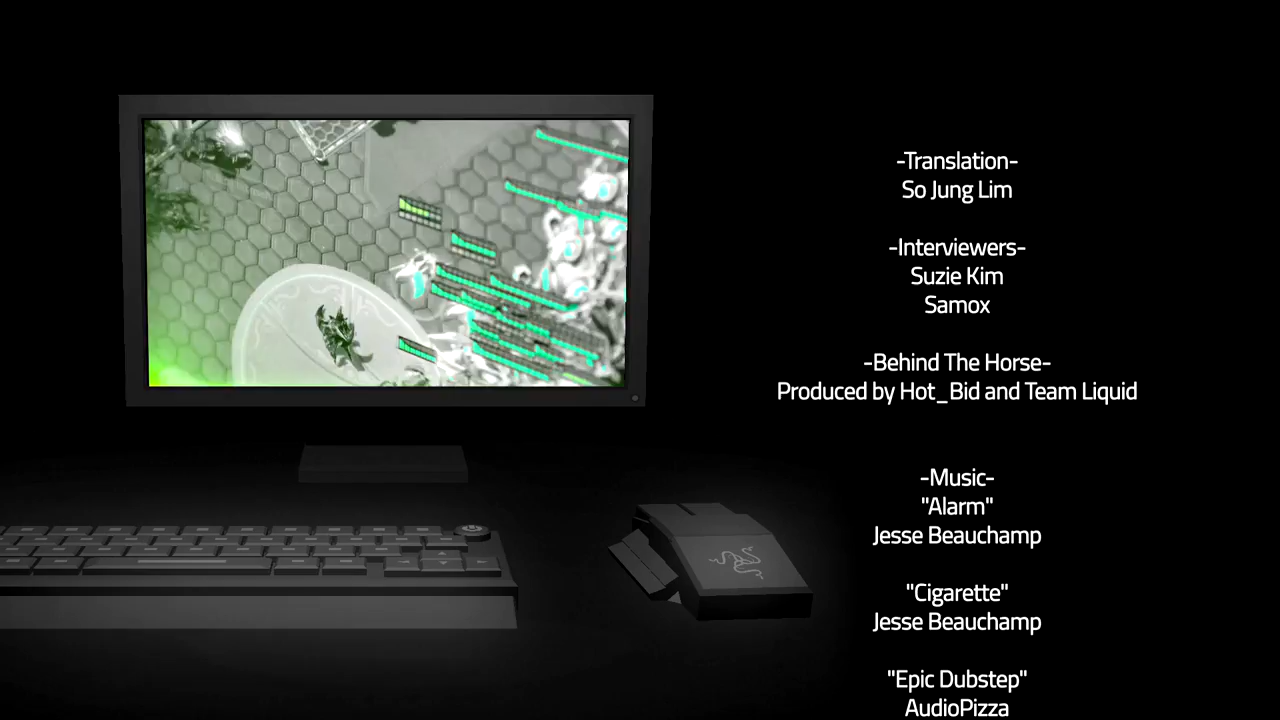 -Translation-
So Jung Lim
-Interviewers-
Suzie Kim
Samox
-Behind The Horse-
Produced by Hot_Bid and Team Liquid
-Music-
"Alarm"
Jesse Beauchamp
"Cigarette"
Jesse Beauchamp
"Epic Dubstep"
AudioPizza